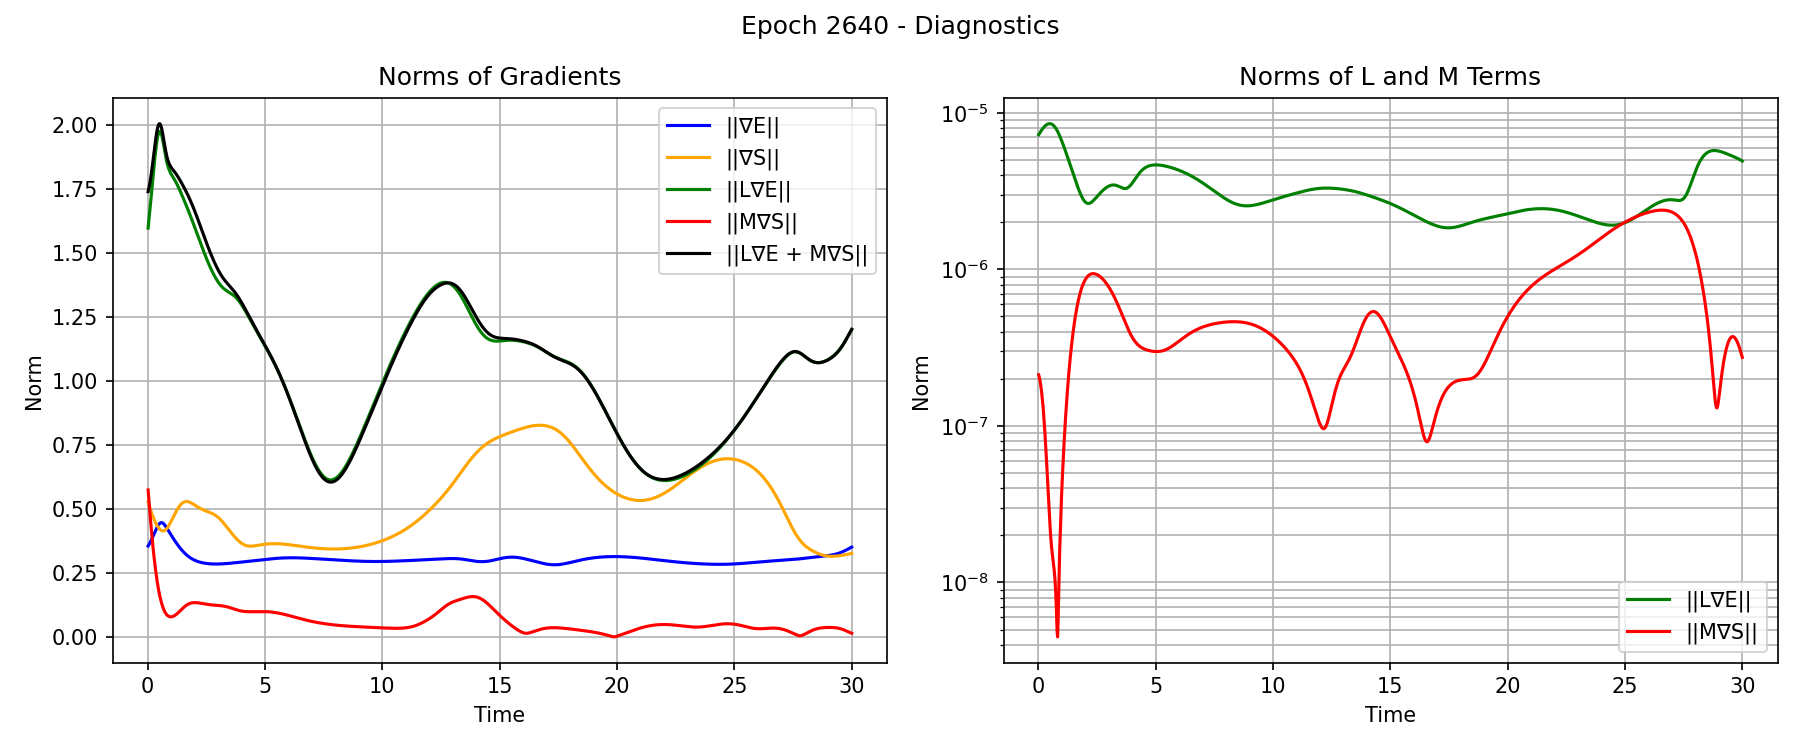 Epoch 2640 - Diagnostics
Norms of Gradients
Norm
2.00
1.75
1.50
1.25
1.00
0.75
0.50
0.25
0.00
||∇E||
||∇S||
||L∇E||
||M∇S||
||L∇E + M∇S||
0 5 10 15 20 25 30
Time
Norms of L and M Terms
Norm
10⁻⁵
10⁻⁶
10⁻⁷
10⁻⁸
||L∇E||
||M∇S||
0 5 10 15 20 25 30
Time